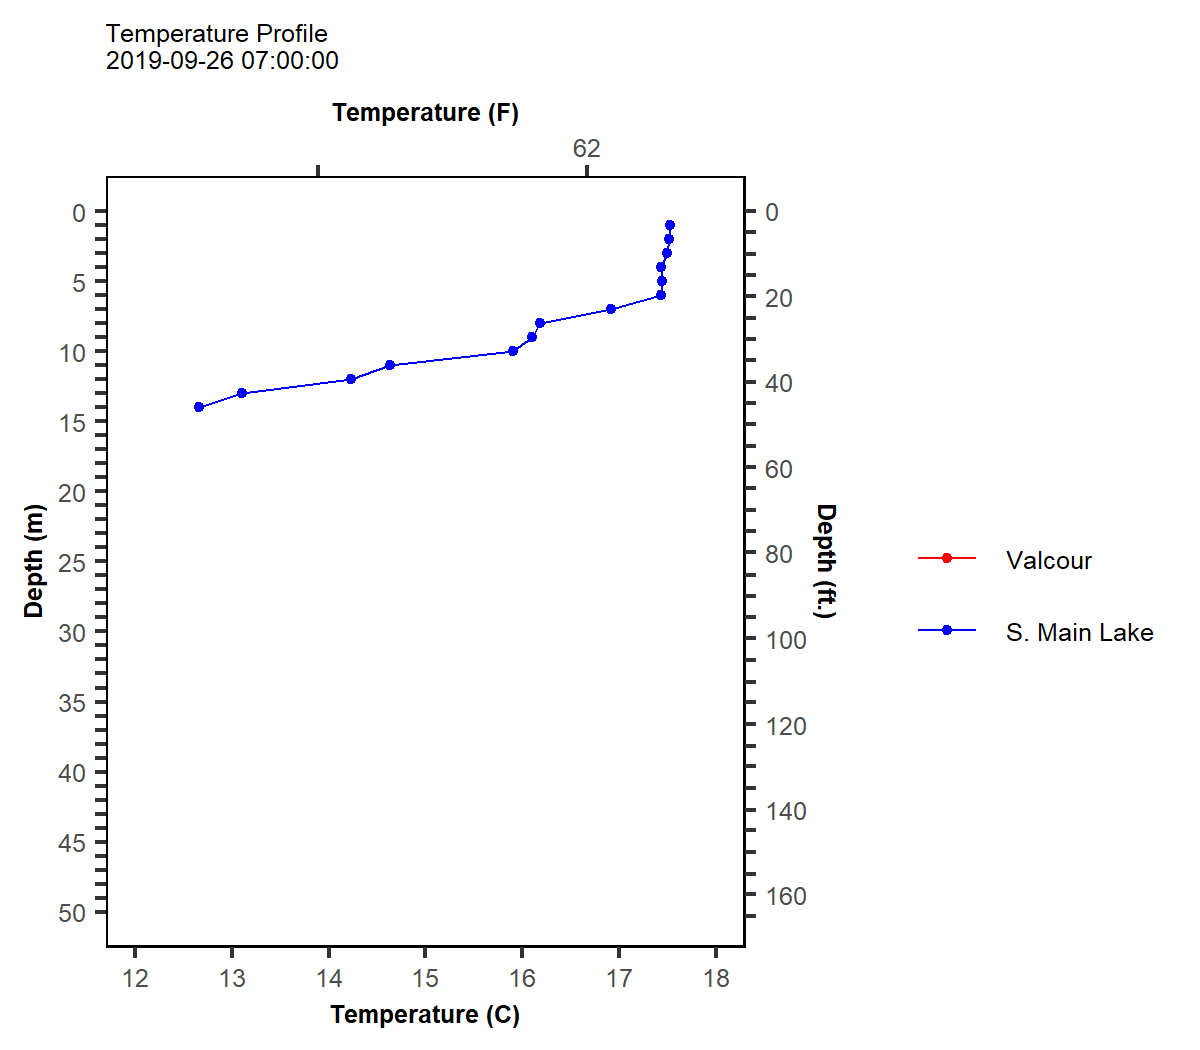 Temperature Profile
2019-09-26 07:00:00
Temperature (F)
62
0
5
10
15
20
25
30
35
40
45
50
Depth (m)
0
20
40
60
80
100
120
140
160
Depth (ft.)
Valcour
S. Main Lake
12 13 14 15 16 17 18
Temperature (C)